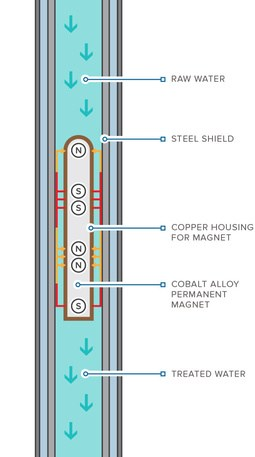 RAW WATER
STEEL SHIELD
N
S
S
COPPER HOUSING
FOR MAGNET
N
N
COBALT ALLOY
PERMANENT
MAGNET
S
TREATED WATER